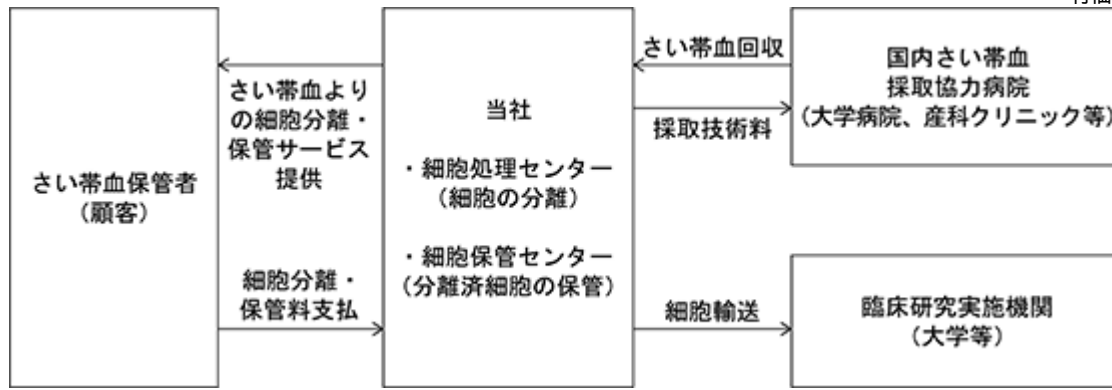 さい帯血保管者
（顧客）
さい帯血より
の細胞分離・
保管サービス
提供
細胞分離・
保管料支払
当社
・細胞処理センター
（細胞の分離）
・細胞保管センター
（分離済細胞の保管）
さい帯血回収
採取技術料
細胞輸送
国内さい帯血
採取協力病院
（大学病院、産科クリニック等）
臨床研究実施機関
（大学等）